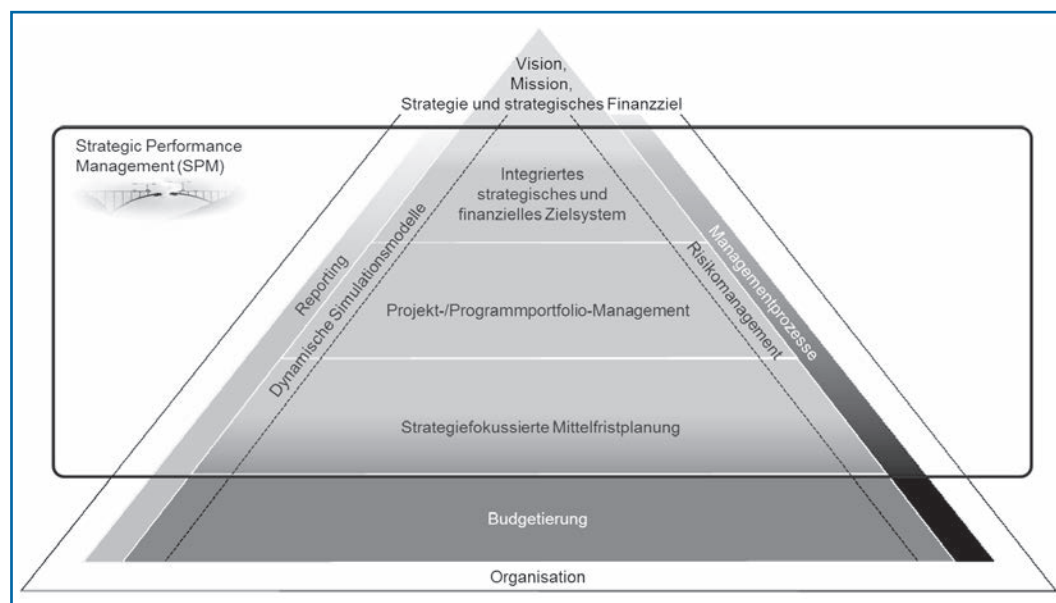 Vision,
Mission,
Strategie und strategisches Finanzziel
Strategic Performance
Management (SPM)
Integriertes
strategisches und
finanzielles Zielsystem
Reporting
Dynamische Simulationsmodelle
Risikomanagement
Managementprozesse
Projekt-/Programmportfolio-Management
Strategiefokussierte Mittelfristplanung
Budgetierung
Organisation